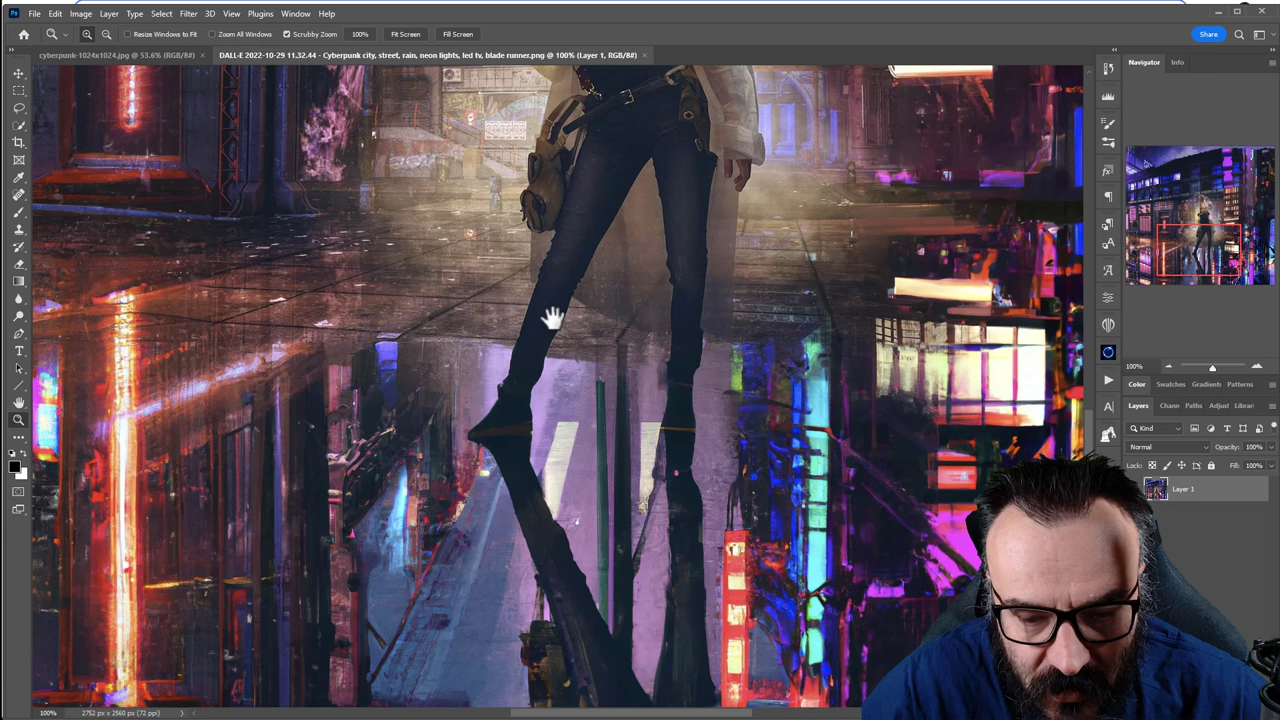 Ps File Edit Image Layer Type Select Filter 3D View Plugins Window Help
Resize Windows to Fit Zoom All Windows Scrubby Zoom 100% Fit Screen Fill Screen Share
cyberpunk-1024x1024.jpg @ 53.6% (RGB/8#) × DALL·E 2022-10-29 11.32.44 - Cyberpunk city, street, rain, neon lights, led tv, blade runner.png @ 100% (Layer 1, RGB/8#) ×
Navigator Info
100%
Color Swatches Gradients Patterns
Layers Chann Paths Adjust Librari
Kind
Normal Opacity: 100%
Lock: Fill: 100%
Layer 1
100% 2752 px x 2560 px (72 ppi)